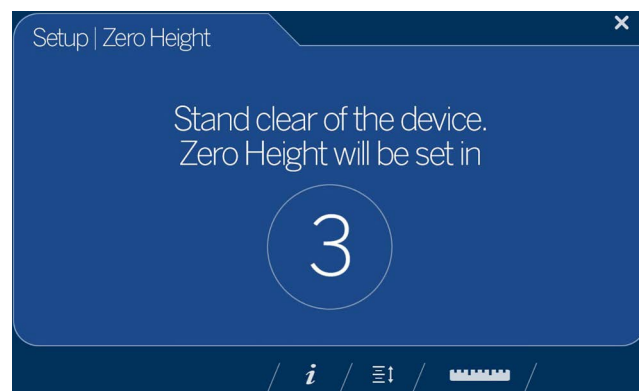 Setup | Zero Height
Stand clear of the device.
Zero Height will be set in
3
i